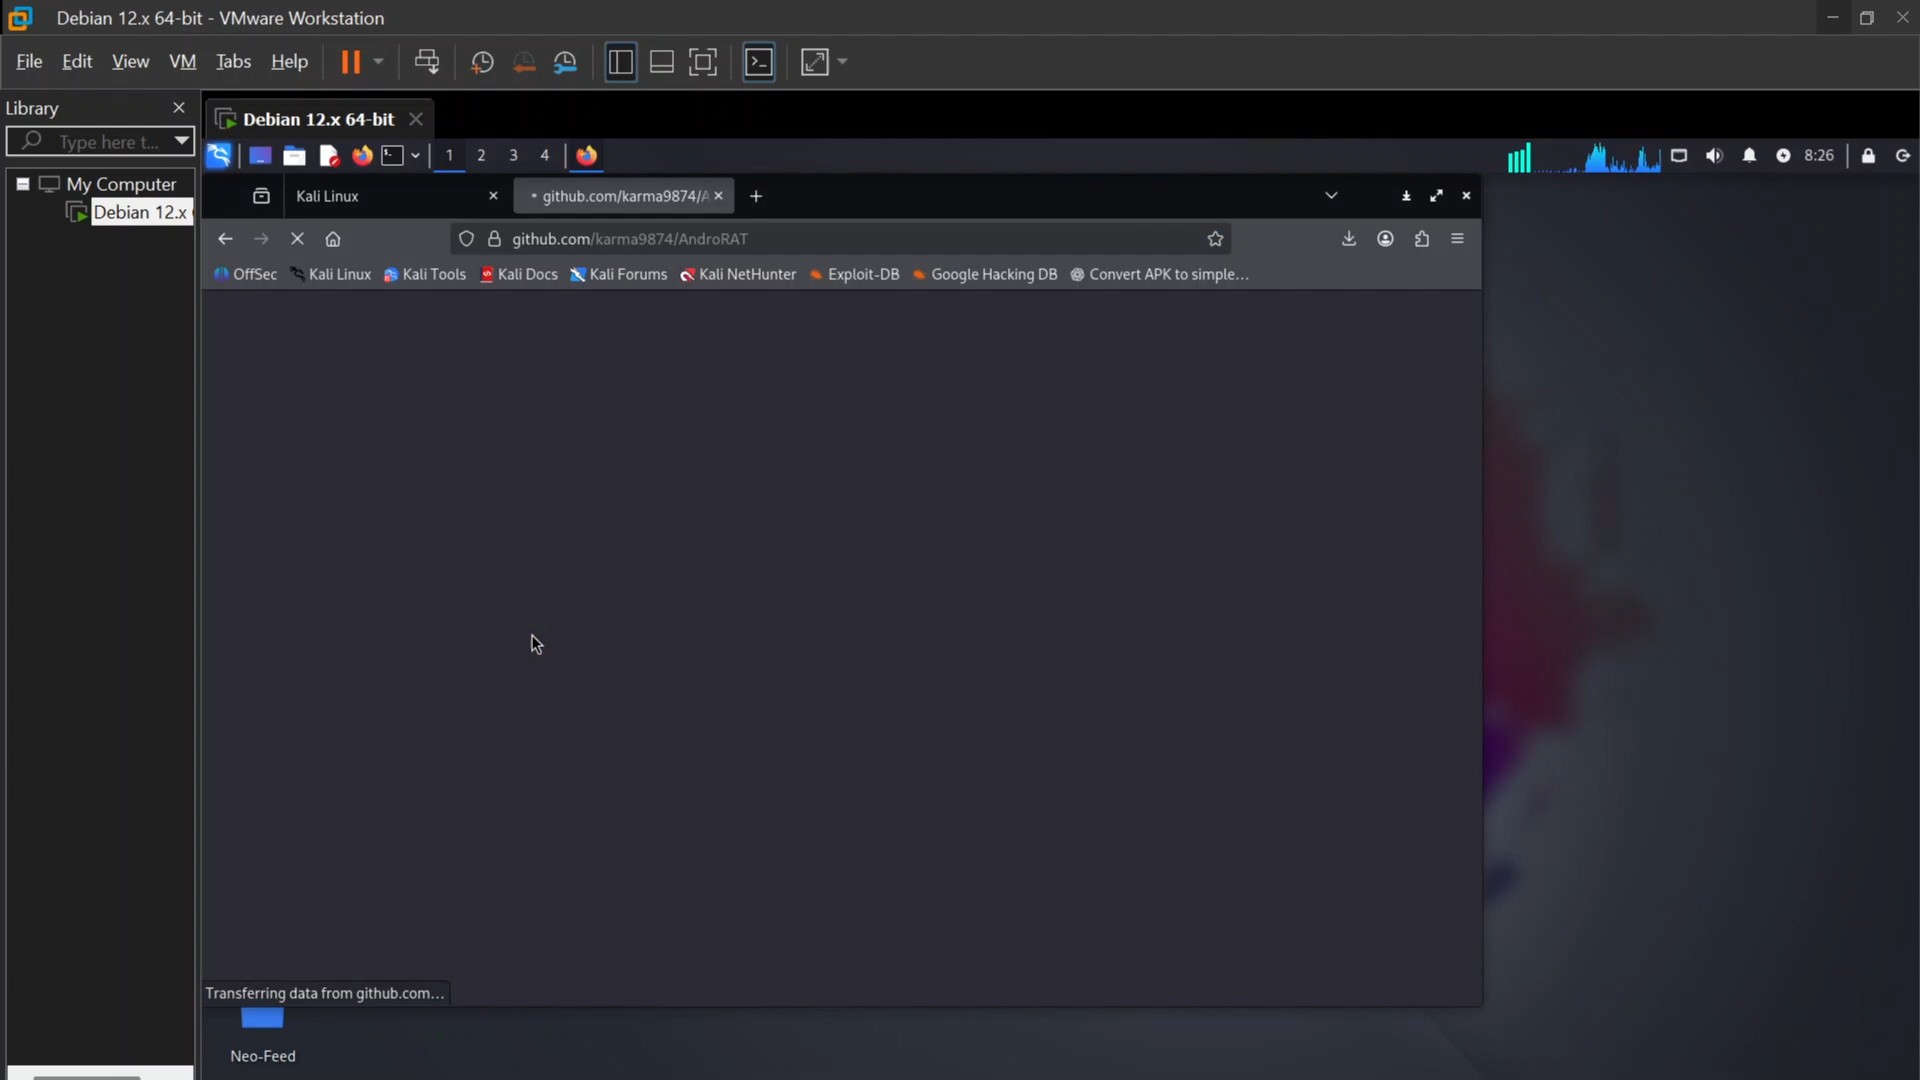 Debian 12.x 64-bit - VMware Workstation
File Edit View VM Tabs Help
Library
Type here t...
My Computer
Debian 12.x
Debian 12.x 64-bit
1 2 3 4
8:26
Kali Linux
github.com/karma9874/A
github.com/karma9874/AndroRAT
OffSec Kali Linux Kali Tools Kali Docs Kali Forums Kali NetHunter Exploit-DB Google Hacking DB Convert APK to simple...
Transferring data from github.com...
Neo-Feed